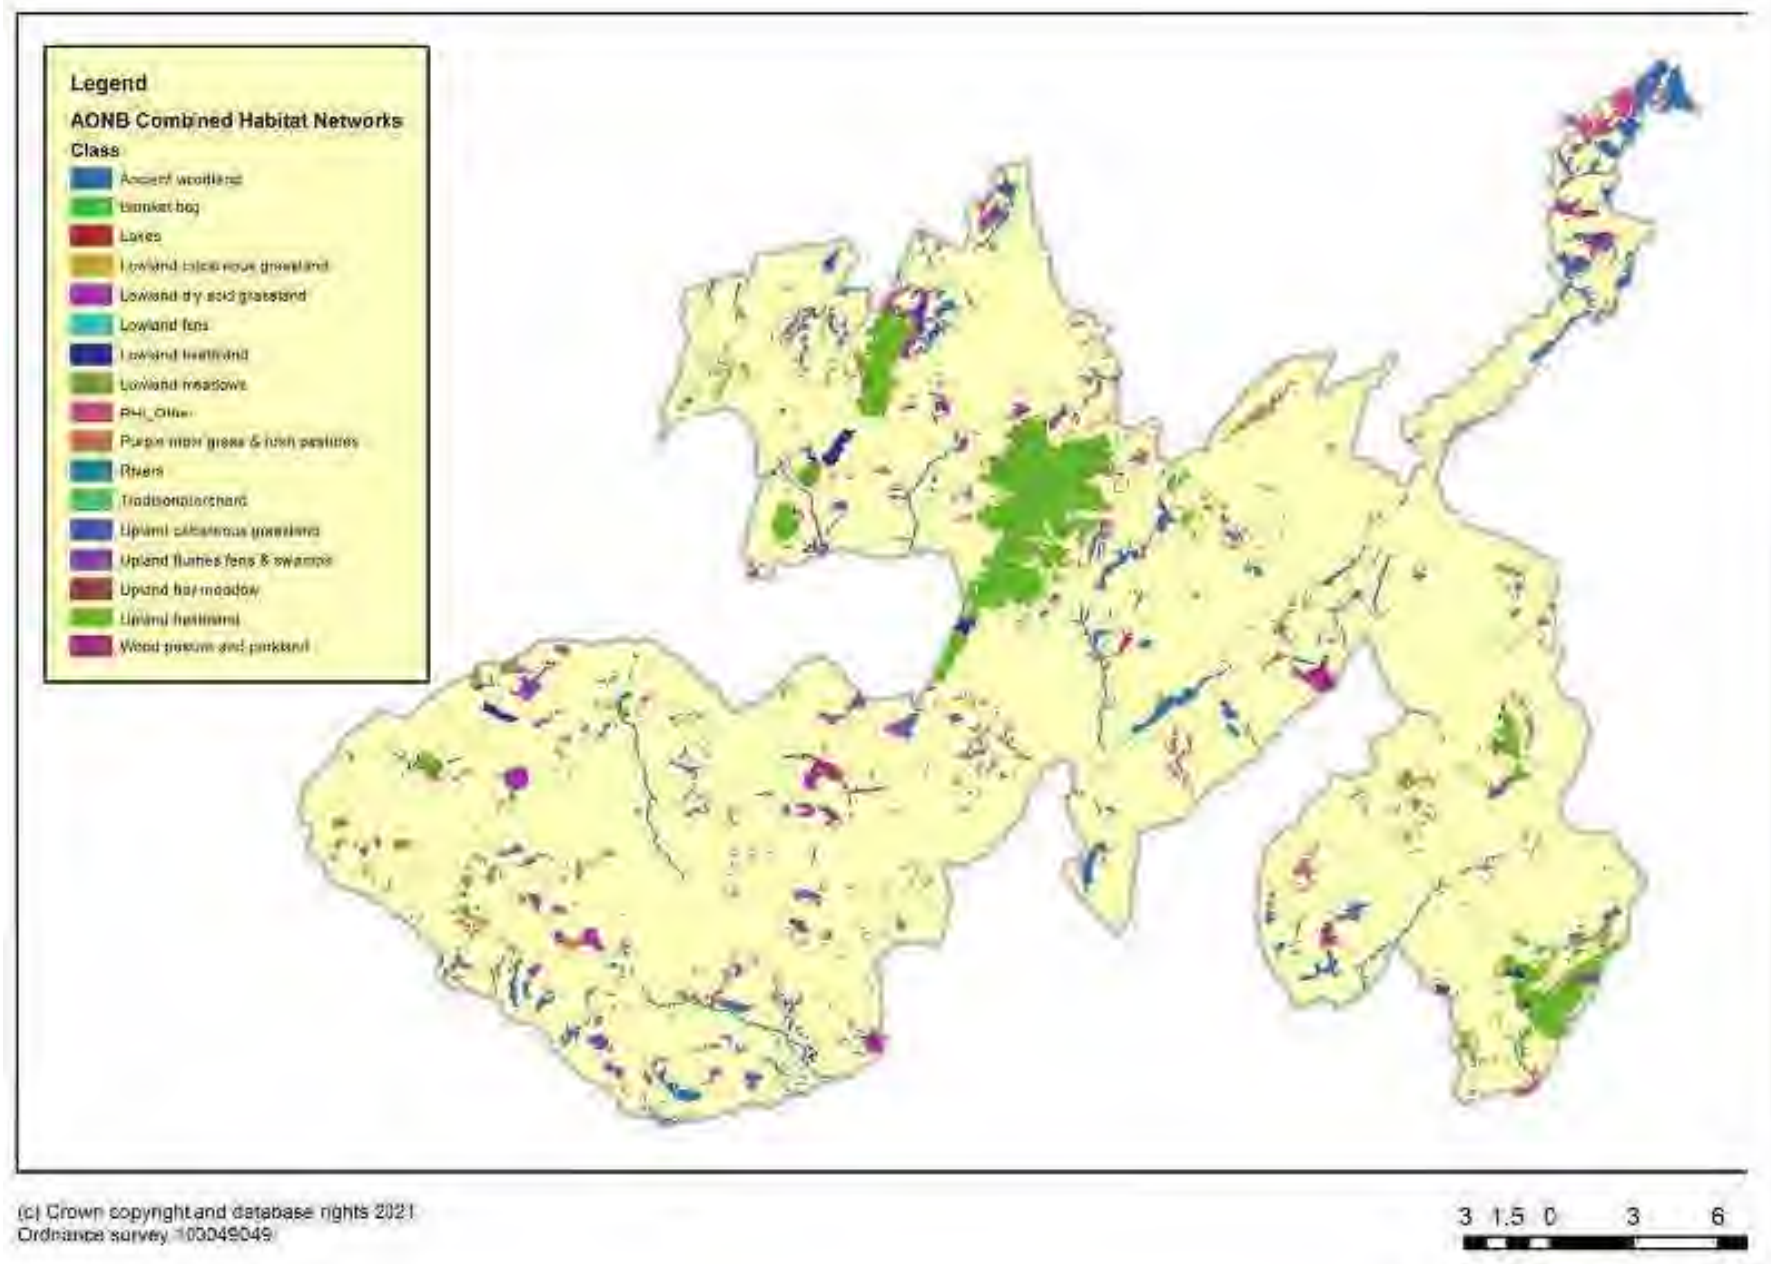 Legend
AONB Combined Habitat Networks
Class
Ancient woodland
Blanket bog
Lakes
Lowland calcareous grassland
Lowland dry acid grassland
Lowland fens
Lowland heathland
Lowland meadows
PHI_Other
Purple moor grass & rush pastures
Rivers
Traditional orchard
Upland calcareous grassland
Upland flushes fens & swamps
Upland hay meadow
Upland heathland
Wood pasture and parkland
(c) Crown copyright and database rights 2021
Ordnance survey 100049049
3 1.5 0 3 6